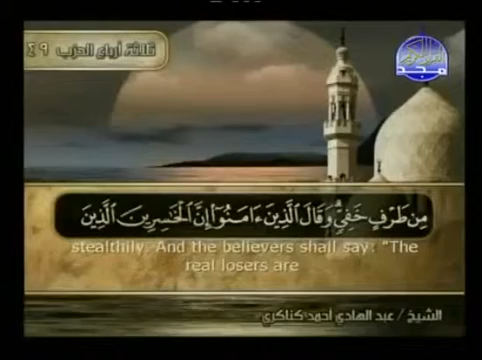 ثلاثة أرباع الحزب ٤٩
مجد
مِن طَرْفٍ خَفِيٍّ ۗ وَقَالَ الَّذِينَ ءَامَنُوٓا۟ إِنَّ الْخَٰسِرِينَ الَّذِينَ
stealthily. And the believers shall say: "The
real losers are
الشيخ / عبد الهادي أحمد كناكري